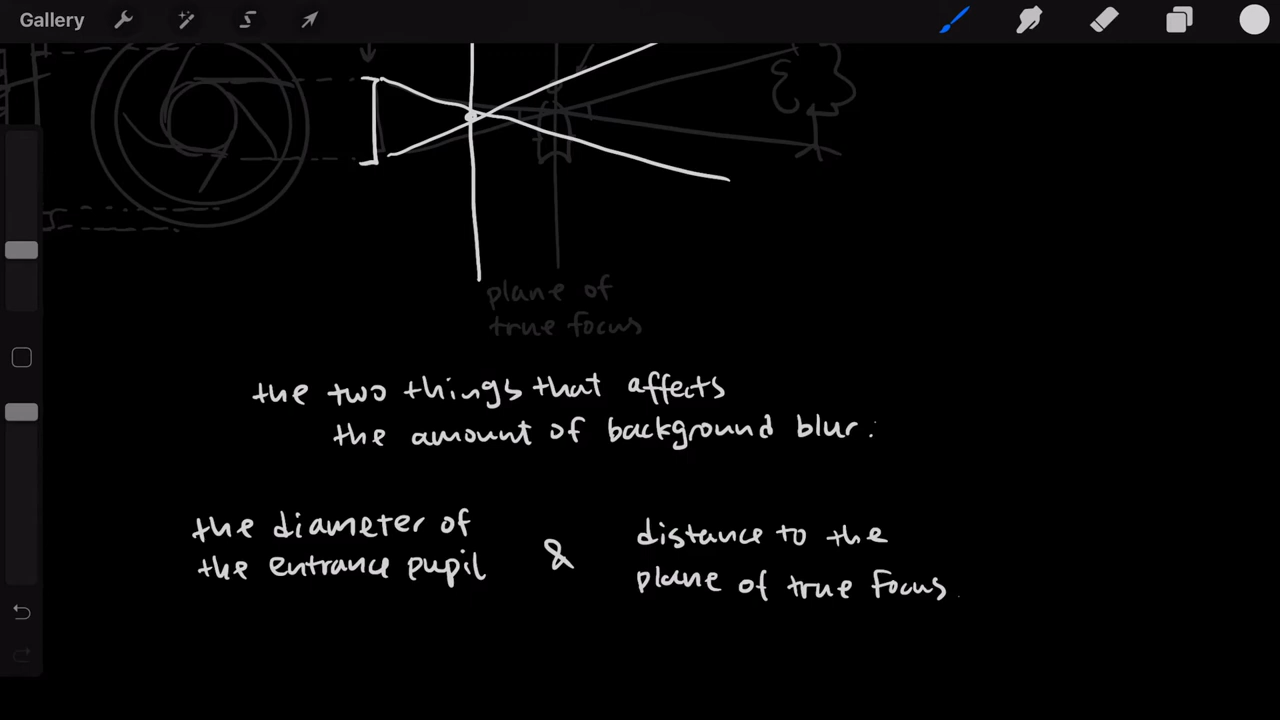 Gallery
plane of
true focus
the two things that affects
the amount of background blur:
the diameter of
the entrance pupil
&
distance to the
plane of true focus.